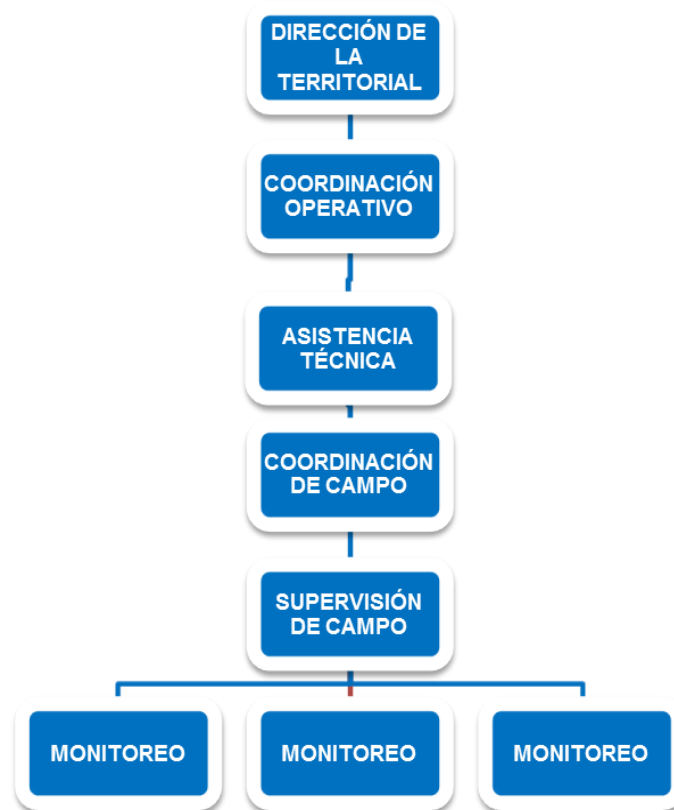 DIRECCIÓN DE
LA
TERRITORIAL
COORDINACIÓN
OPERATIVO
ASISTENCIA
TÉCNICA
COORDINACIÓN
DE CAMPO
SUPERVISIÓN
DE CAMPO
MONITOREO
MONITOREO
MONITOREO